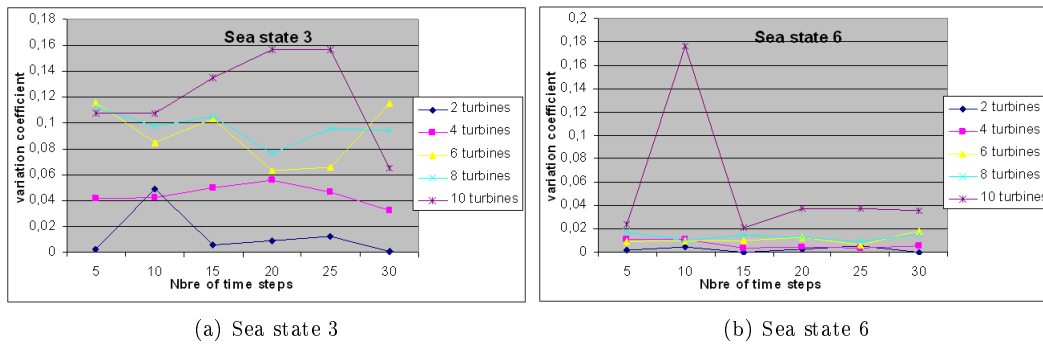 Sea state 3
0,18
0,16
0,14
0,12
0,1
0,08
0,06
0,04
0,02
0
variation coefficient
5 10 15 20 25 30
Nbre of time steps
2 turbines
4 turbines
6 turbines
8 turbines
10 turbines
(a) Sea state 3
Sea state 6
0,2
0,18
0,16
0,14
0,12
0,1
0,08
0,06
0,04
0,02
0
variation coefficient
5 10 15 20 25 30
Nbre of time steps
2 turbines
4 turbines
6 turbines
8 turbines
10 turbines
(b) Sea state 6